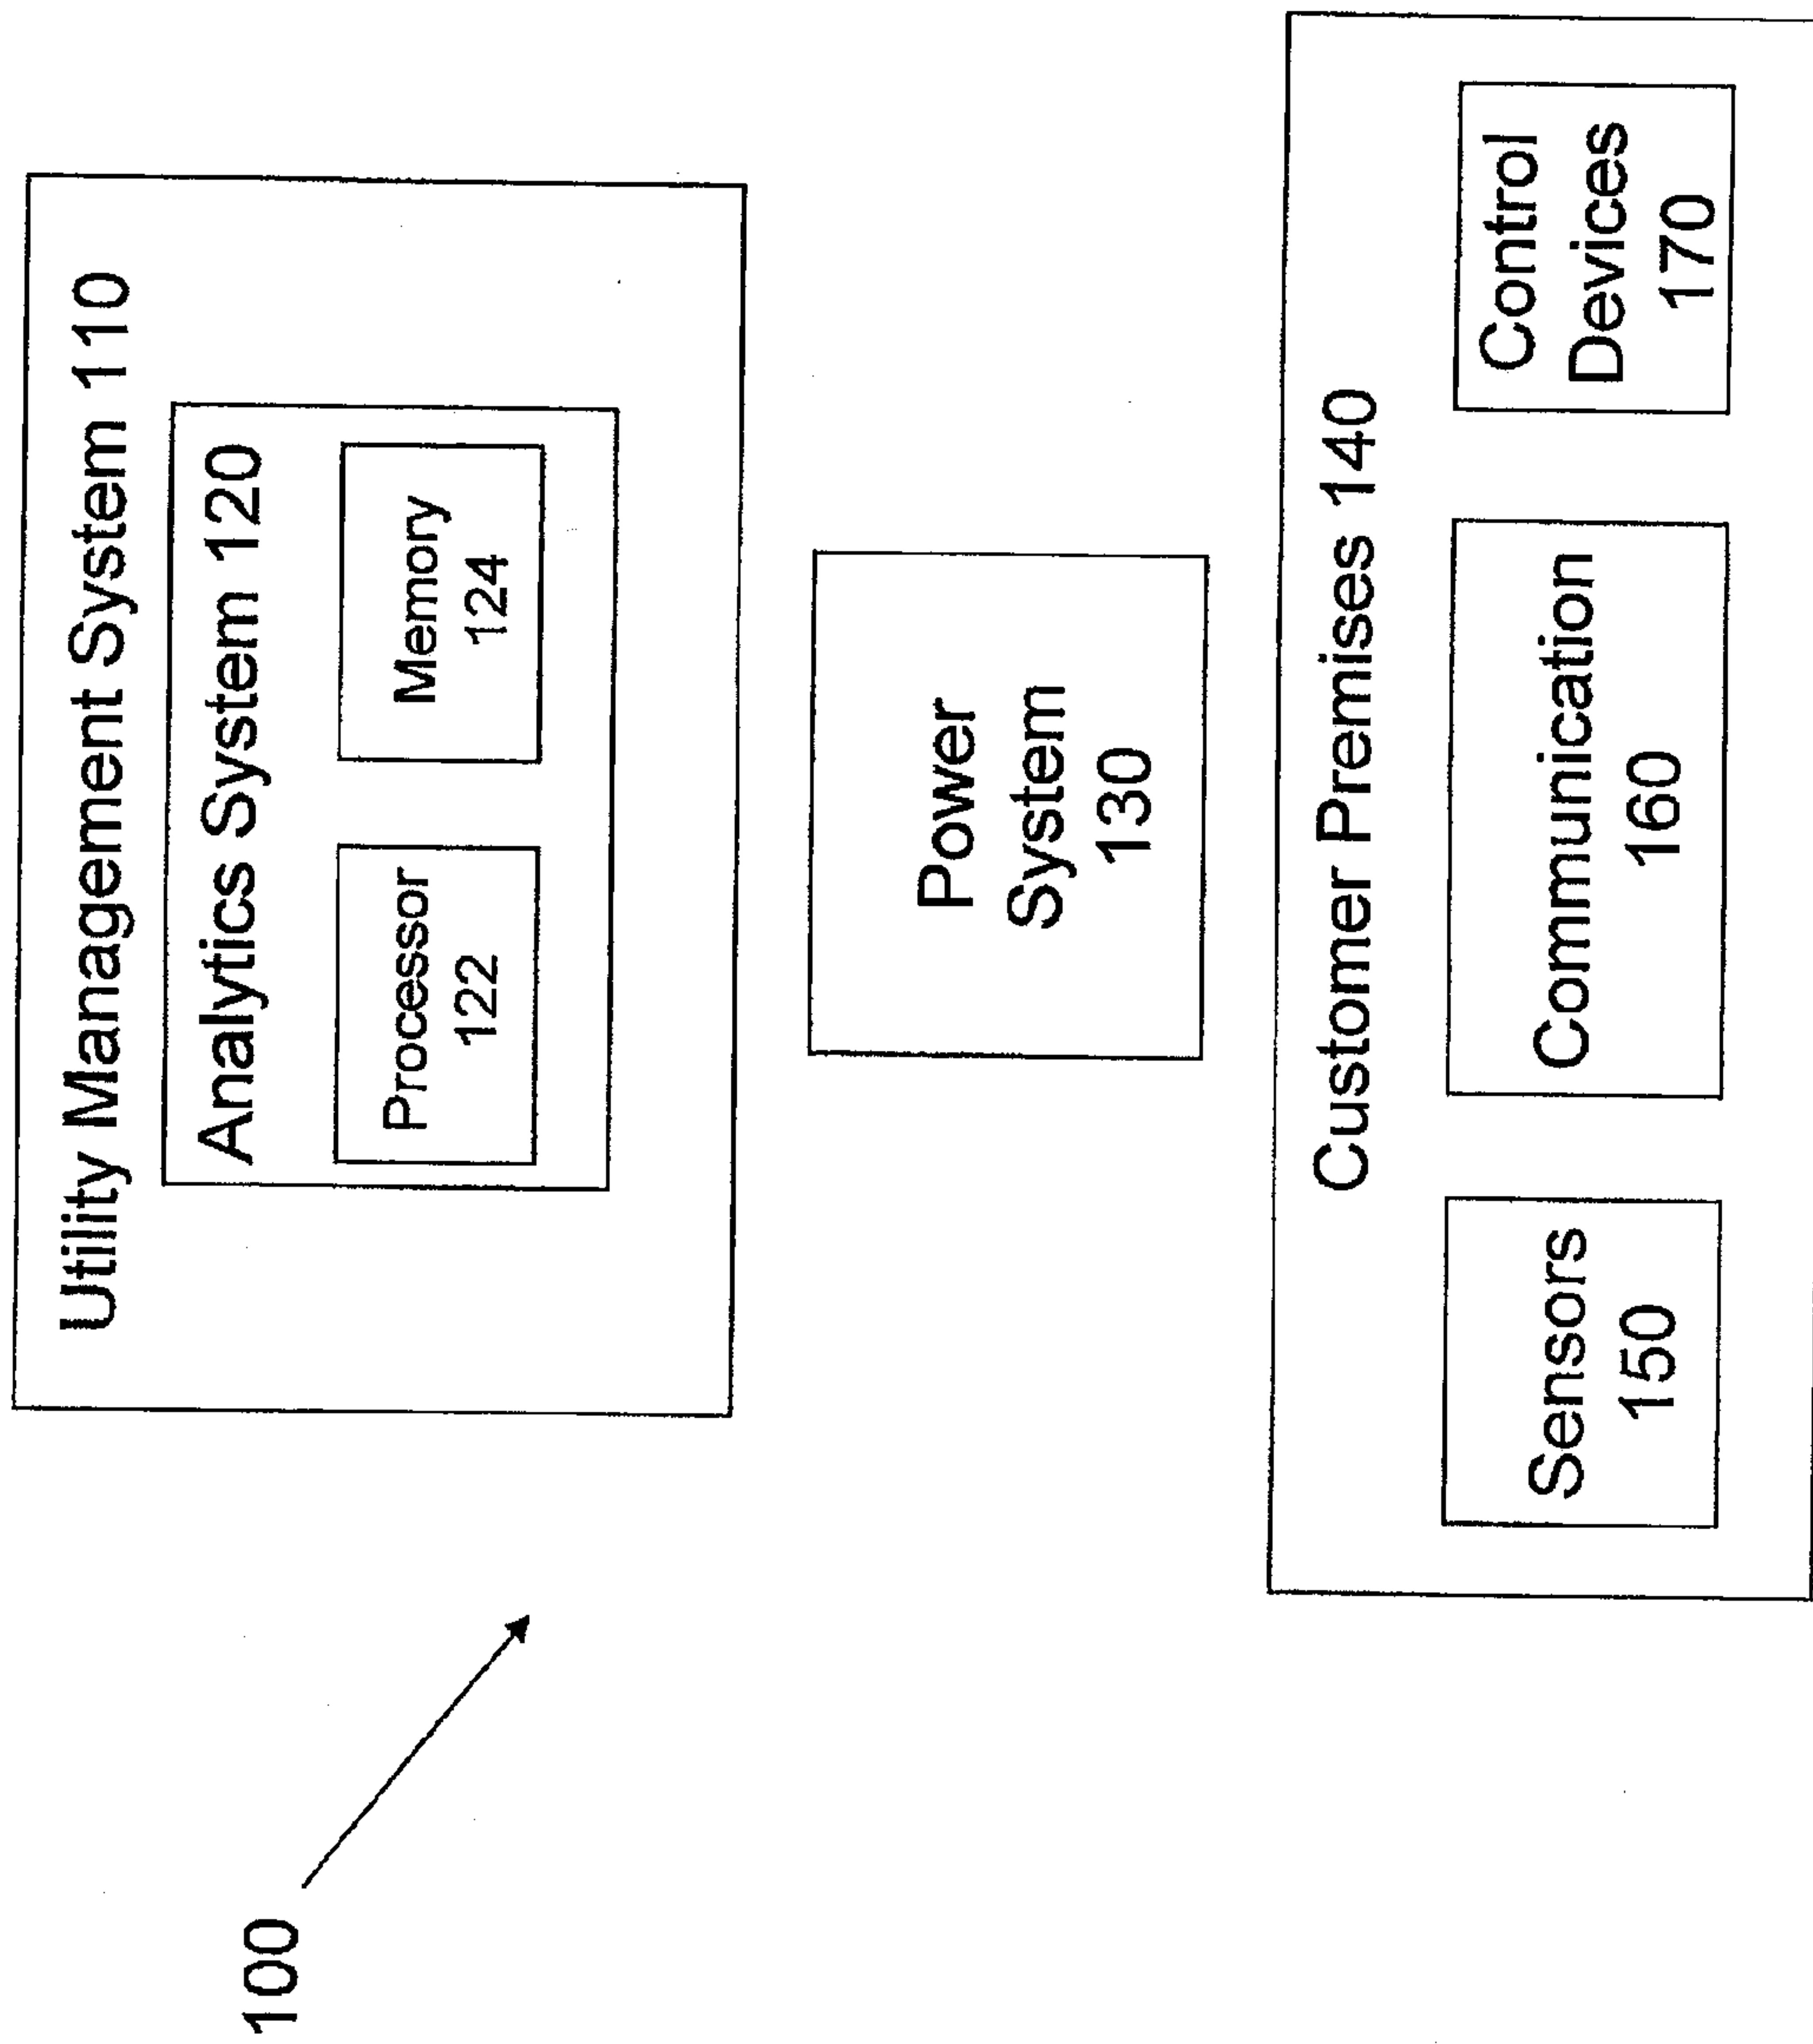 100
Utility Management System 110
Analytics System 120
Processor
122
Memory
124
Power
System
130
Customer Premises 140
Sensors
150
Communication
160
Control
Devices
170